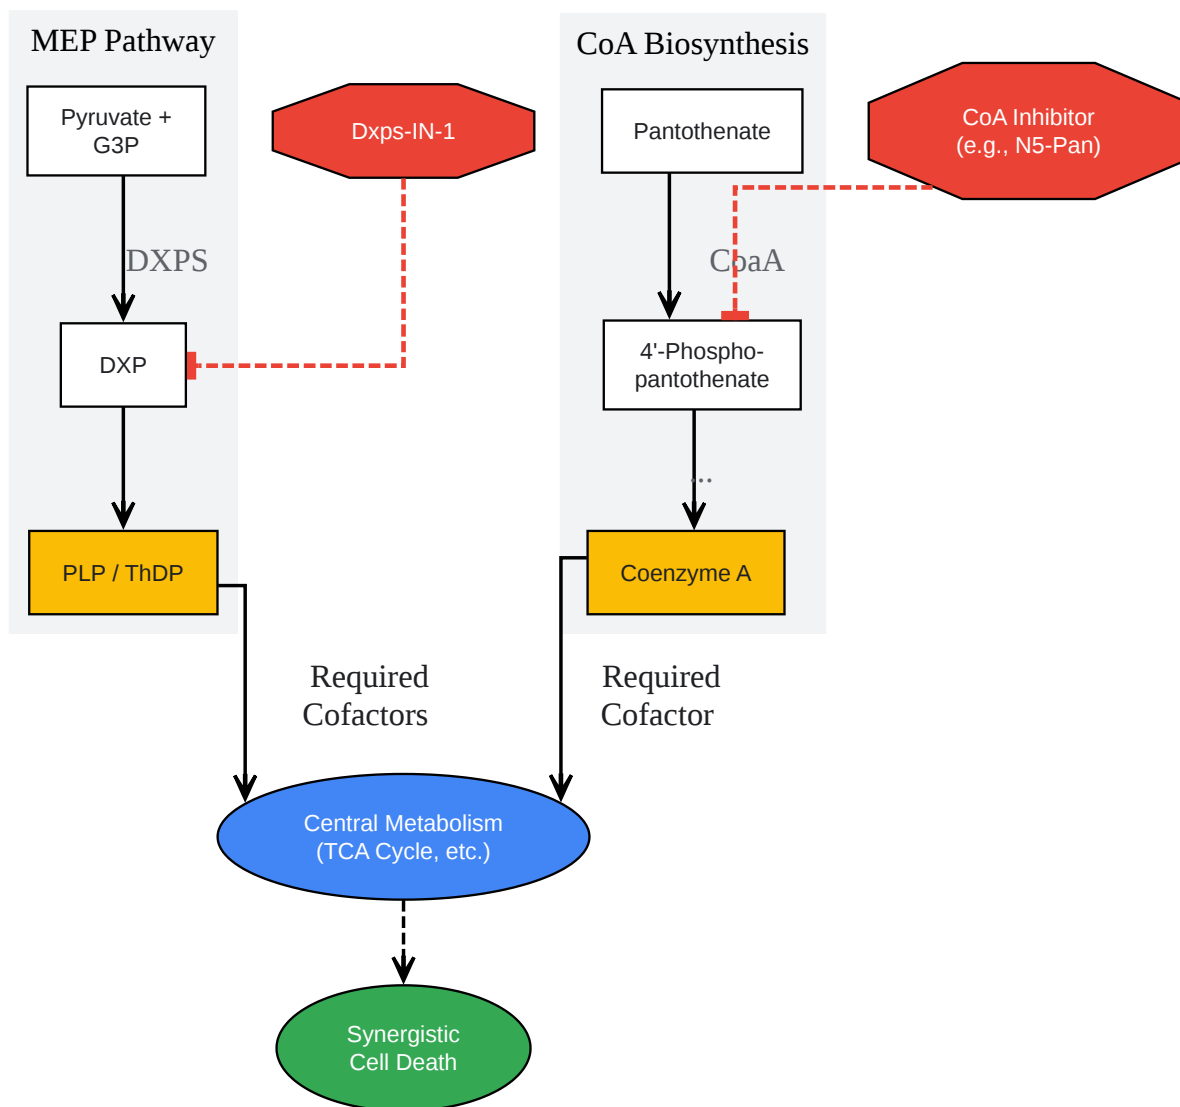 MEP Pathway
CoA Biosynthesis
Pyruvate +
G3P
Dxps-IN-1
Pantothenate
CoA Inhibitor
(e.g., N5-Pan)
DXPS
CoaA
DXP
4'-Phospho-
pantothenate
...
PLP / ThDP
Coenzyme A
Required
Cofactors
Required
Cofactor
Central Metabolism
(TCA Cycle, etc.)
Synergistic
Cell Death